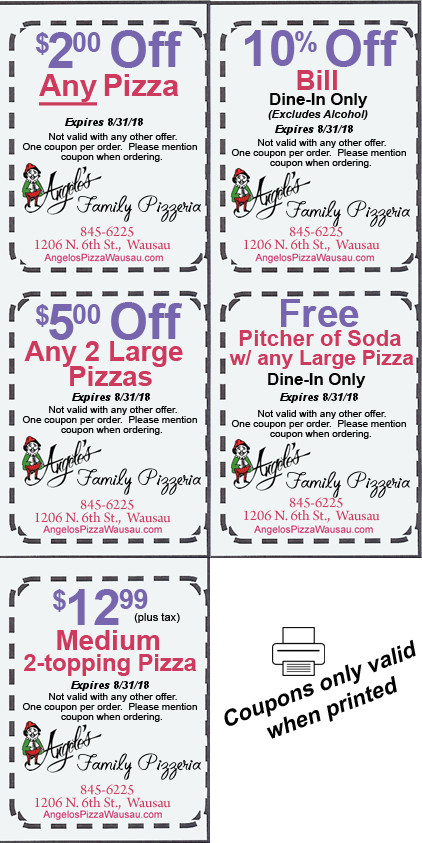 $2.00 Off
Any Pizza
Expires 8/31/18
Not valid with any other offer.
One coupon per order. Please mention
coupon when ordering.
Angelo's
Family Pizzeria
845-6225
1206 N. 6th St., Wausau
AngelosPizzaWausau.com
10% Off
Bill
Dine-In Only
(Excludes Alcohol)
Expires 8/31/18
Not valid with any other offer.
One coupon per order. Please mention
coupon when ordering.
Angelo's
Family Pizzeria
845-6225
1206 N. 6th St., Wausau
AngelosPizzaWausau.com
$5.00 Off
Any 2 Large
Pizzas
Expires 8/31/18
Not valid with any other offer.
One coupon per order. Please mention
coupon when ordering.
Angelo's
Family Pizzeria
845-6225
1206 N. 6th St., Wausau
AngelosPizzaWausau.com
Free
Pitcher of Soda
w/ any Large Pizza
Dine-In Only
Expires 8/31/18
Not valid with any other offer.
One coupon per order. Please mention
coupon when ordering.
Angelo's
Family Pizzeria
845-6225
1206 N. 6th St., Wausau
AngelosPizzaWausau.com
$12.99
(plus tax)
Medium
2-topping Pizza
Expires 8/31/18
Not valid with any other offer.
One coupon per order. Please mention
coupon when ordering.
Angelo's
Family Pizzeria
845-6225
1206 N. 6th St., Wausau
AngelosPizzaWausau.com
Coupons only valid
when printed